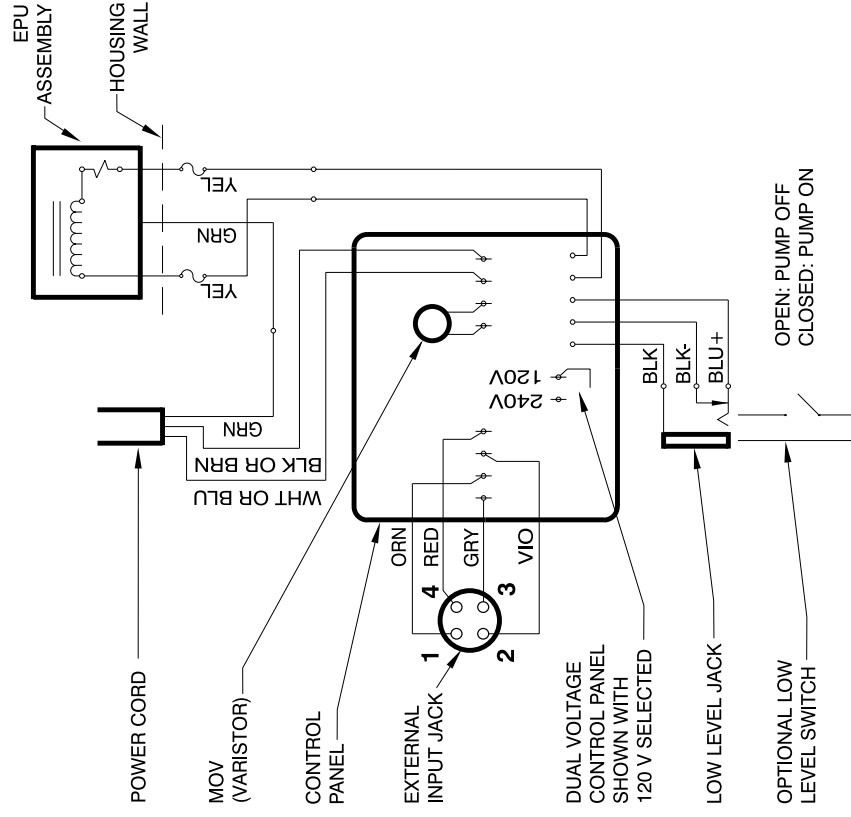 EPU
ASSEMBLY
HOUSING
WALL
YEL
GRN
YEL
GRN
BLK OR BRN
WHT OR BLU
120V
240V
ORN
RED
GRY
VIO
1
4
2
3
BLK
BLK-
BLU+
OPEN: PUMP OFF
CLOSED: PUMP ON
POWER CORD
MOV
(VARISTOR)
CONTROL
PANEL
EXTERNAL
INPUT JACK
DUAL VOLTAGE
CONTROL PANEL
SHOWN WITH
120 V SELECTED
LOW LEVEL JACK
OPTIONAL LOW
LEVEL SWITCH